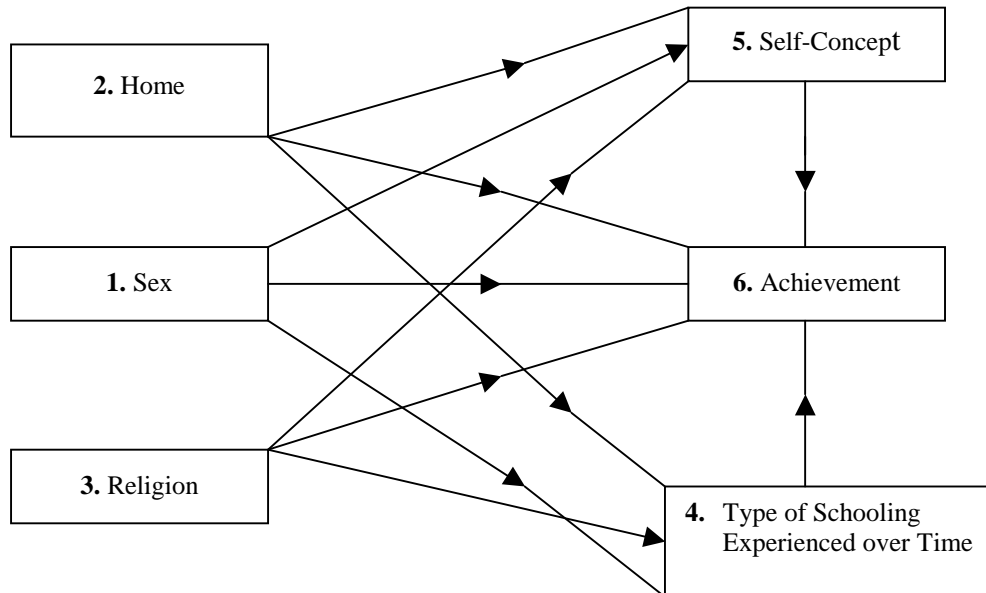 5. Self-Concept
2. Home
1. Sex
6. Achievement
3. Religion
4. Type of Schooling
Experienced over Time